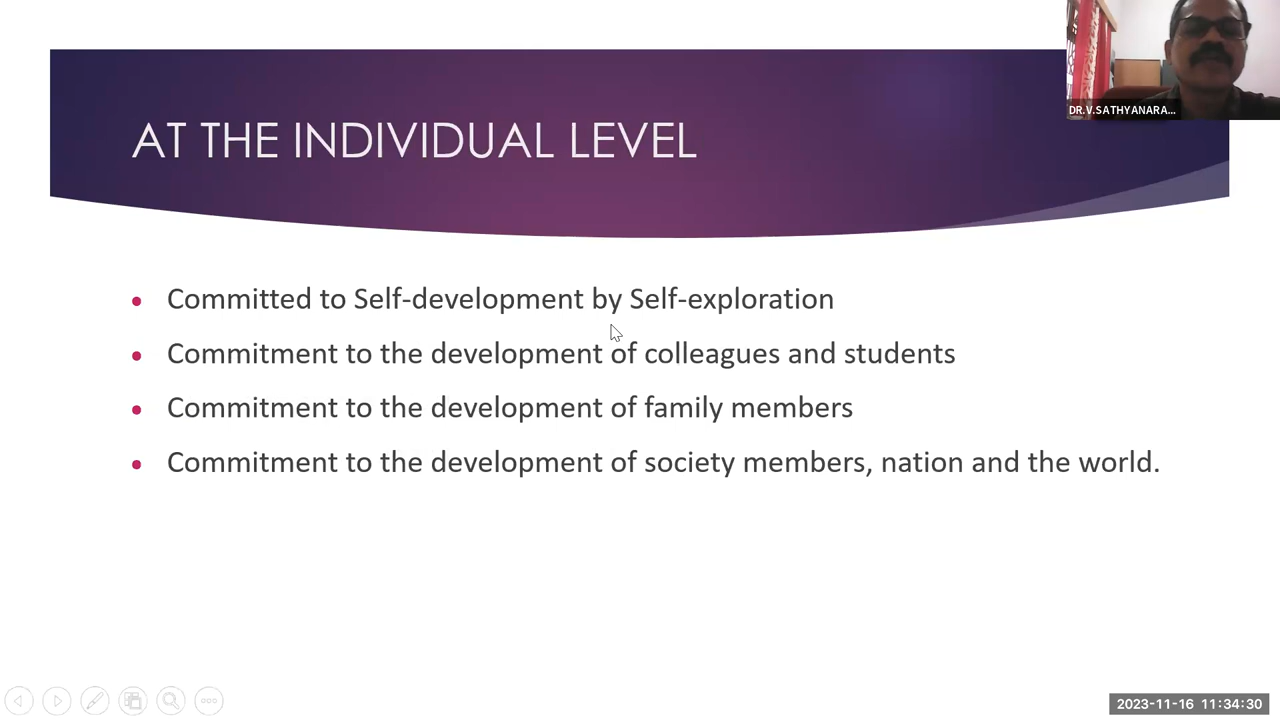 DR.V.SATHYANARA...
AT THE INDIVIDUAL LEVEL
• Committed to Self-development by Self-exploration
• Commitment to the development of colleagues and students
• Commitment to the development of family members
• Commitment to the development of society members, nation and the world.
2023-11-16 11:34:30